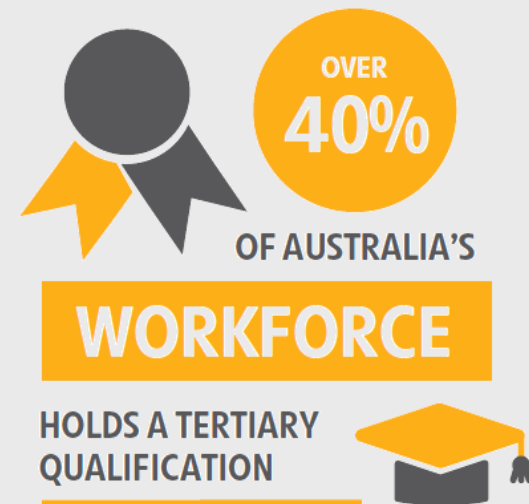 OVER
40%
OF AUSTRALIA'S
WORKFORCE
HOLDS A TERTIARY
QUALIFICATION